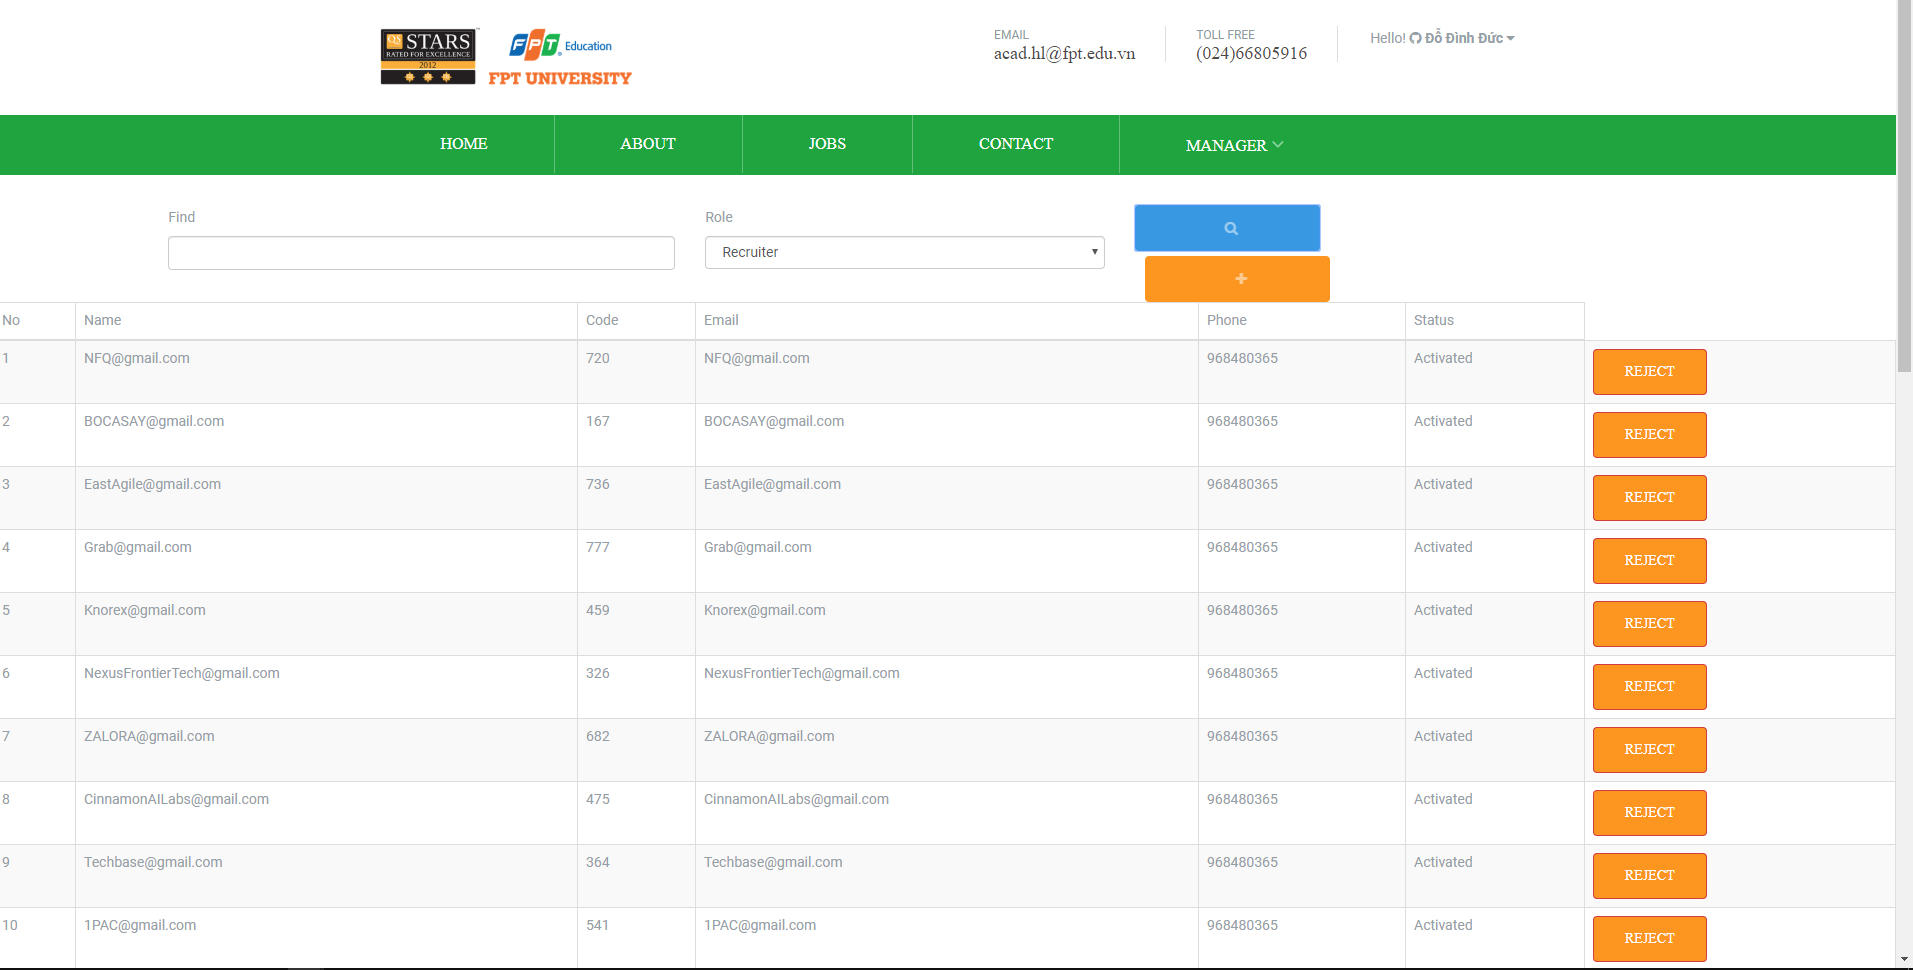 QS STARS™
RATED FOR EXCELLENCE
2012
FPT® Education
FPT UNIVERSITY
EMAIL
acad.hl@fpt.edu.vn
TOLL FREE
(024)66805916
Hello! Đỗ Đình Đức
HOME ABOUT JOBS CONTACT MANAGER
Find Role
Recruiter
No Name Code Email Phone Status
1 NFQ@gmail.com 720 NFQ@gmail.com 968480365 Activated REJECT
2 BOCASAY@gmail.com 167 BOCASAY@gmail.com 968480365 Activated REJECT
3 EastAgile@gmail.com 736 EastAgile@gmail.com 968480365 Activated REJECT
4 Grab@gmail.com 777 Grab@gmail.com 968480365 Activated REJECT
5 Knorex@gmail.com 459 Knorex@gmail.com 968480365 Activated REJECT
6 NexusFrontierTech@gmail.com 326 NexusFrontierTech@gmail.com 968480365 Activated REJECT
7 ZALORA@gmail.com 682 ZALORA@gmail.com 968480365 Activated REJECT
8 CinnamonAILabs@gmail.com 475 CinnamonAILabs@gmail.com 968480365 Activated REJECT
9 Techbase@gmail.com 364 Techbase@gmail.com 968480365 Activated REJECT
10 1PAC@gmail.com 541 1PAC@gmail.com 968480365 Activated REJECT